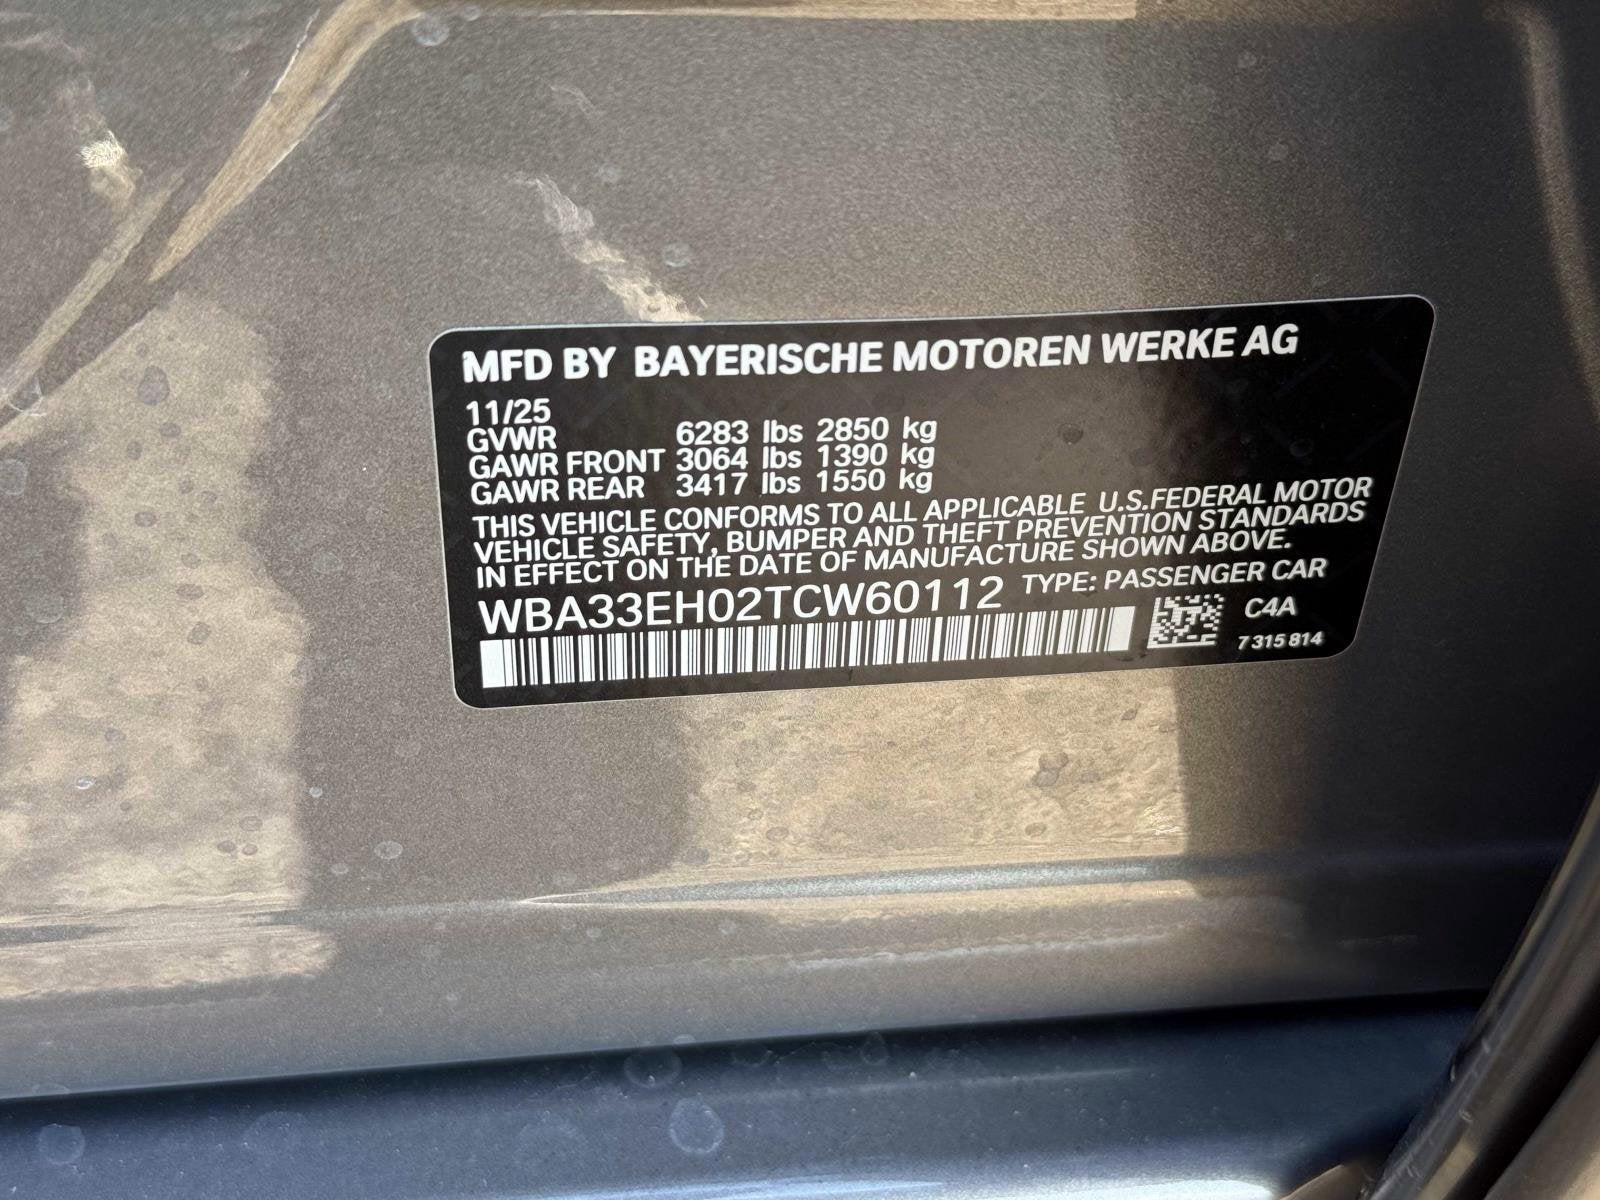 MFD BY BAYERISCHE MOTOREN WERKE AG
11/25
GVWR 6283 lbs 2850 kg
GAWR FRONT 3064 lbs 1390 kg
GAWR REAR 3417 lbs 1550 kg
THIS VEHICLE CONFORMS TO ALL APPLICABLE U.S.FEDERAL MOTOR
VEHICLE SAFETY, BUMPER AND THEFT PREVENTION STANDARDS
IN EFFECT ON THE DATE OF MANUFACTURE SHOWN ABOVE.
WBA33EH02TCW60112 TYPE: PASSENGER CAR
C4A
7 315 814